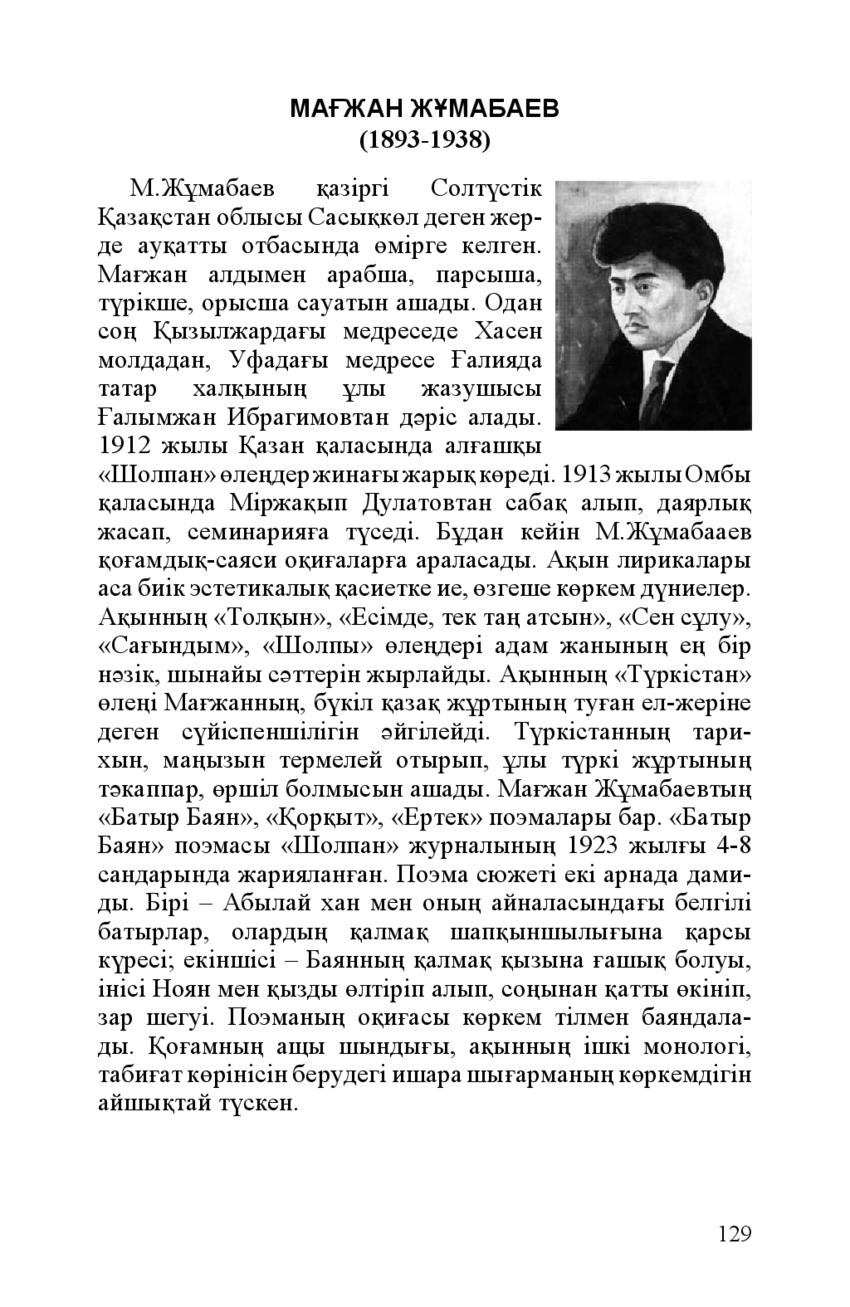 МАҒЖАН ЖҰМАБАЕВ
(1893-1938)
М.Жұмабаев қазіргі Солтүстік
Қазақстан облысы Сасықкөл деген жер-
де ауқатты отбасында өмірге келген.
Мағжан алдымен арабша, парсыша,
түрікше, орысша сауатын ашады. Одан
соң Қызылжардағы медреседе Хасен
молдадан, Уфадағы медресе Ғалияда
татар халқының ұлы жазушысы
Ғалымжан Ибрагимовтан дәріс алады.
1912 жылы Қазан қаласында алғашқы
«Шолпан» өлеңдер жинағы жарық көреді. 1913 жылы Омбы
қаласында Міржақып Дулатовтан сабақ алып, даярлық
жасап, семинарияға түседі. Бұдан кейін М.Жұмабааев
қоғамдық-саяси оқиғаларға араласады. Ақын лирикалары
аса биік эстетикалық қасиетке ие, өзгеше көркем дүниелер.
Ақынның «Толқын», «Есімде, тек таң атсын», «Сен сұлу»,
«Сағындым», «Шолпы» өлеңдері адам жанының ең бір
нәзік, шынайы сәттерін жырлайды. Ақынның «Түркістан»
өлеңі Мағжанның, бүкіл қазақ жұртының туған ел-жеріне
деген сүйіспеншілігін әйгілейді. Түркістанның тари-
хын, маңызын термелей отырып, ұлы түркі жұртының
тәкаппар, өршіл болмысын ашады. Мағжан Жұмабаевтың
«Батыр Баян», «Қорқыт», «Ертек» поэмалары бар. «Батыр
Баян» поэмасы «Шолпан» журналының 1923 жылғы 4-8
сандарында жарияланған. Поэма сюжеті екі арнада дами-
ды. Бірі – Абылай хан мен оның айналасындағы белгілі
батырлар, олардың қалмақ шапқыншылығына қарсы
күресі; екіншісі – Баянның қалмақ қызына ғашық болуы,
інісі Ноян мен қызды өлтіріп алып, соңынан қатты өкініп,
зар шегуі. Поэманың оқиғасы көркем тілмен баяндала-
ды. Қоғамның ащы шындығы, ақынның ішкі монологі,
табиғат көрінісін берудегі ишара шығарманың көркемдігін
айшықтай түскен.
129